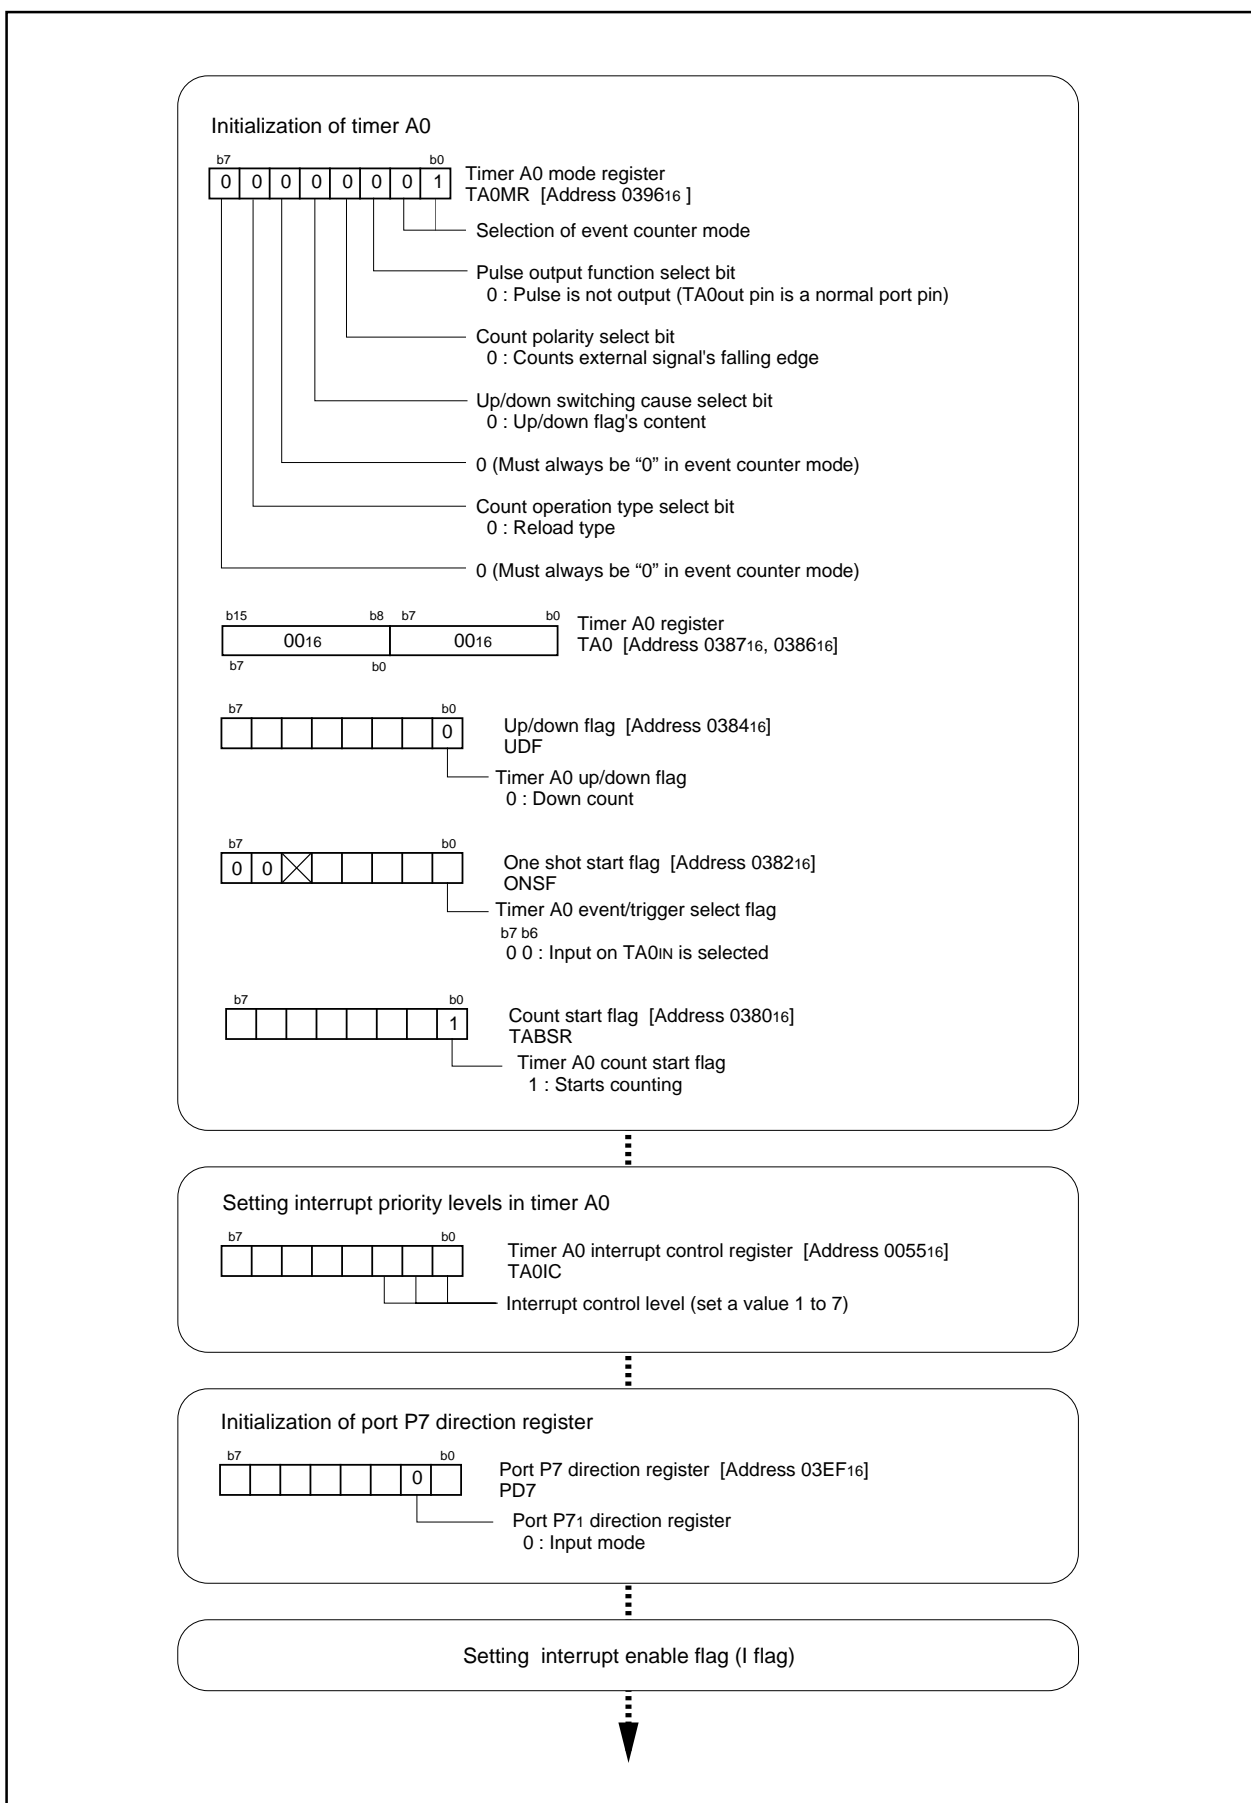 Initialization of timer A0
b7 b0
0 0 0 0 0 0 0 1
Timer A0 mode register
TA0MR [Address 039616 ]
Selection of event counter mode
Pulse output function select bit
0 : Pulse is not output (TA0out pin is a normal port pin)
Count polarity select bit
0 : Counts external signal's falling edge
Up/down switching cause select bit
0 : Up/down flag's content
0 (Must always be “0” in event counter mode)
Count operation type select bit
0 : Reload type
0 (Must always be “0” in event counter mode)
b15 b8 b7 b0
0016 0016
b7 b0
Timer A0 register
TA0 [Address 038716, 038616]
b7 b0
0
Up/down flag [Address 038416]
UDF
Timer A0 up/down flag
0 : Down count
b7 b0
0 0
One shot start flag [Address 038216]
ONSF
Timer A0 event/trigger select flag
b7 b6
0 0 : Input on TA0IN is selected
b7 b0
1
Count start flag [Address 038016]
TABSR
Timer A0 count start flag
1 : Starts counting
Setting interrupt priority levels in timer A0
b7 b0
Timer A0 interrupt control register [Address 005516]
TA0IC
Interrupt control level (set a value 1 to 7)
Initialization of port P7 direction register
b7 b0
0
Port P7 direction register [Address 03EF16]
PD7
Port P71 direction register
0 : Input mode
Setting interrupt enable flag (I flag)